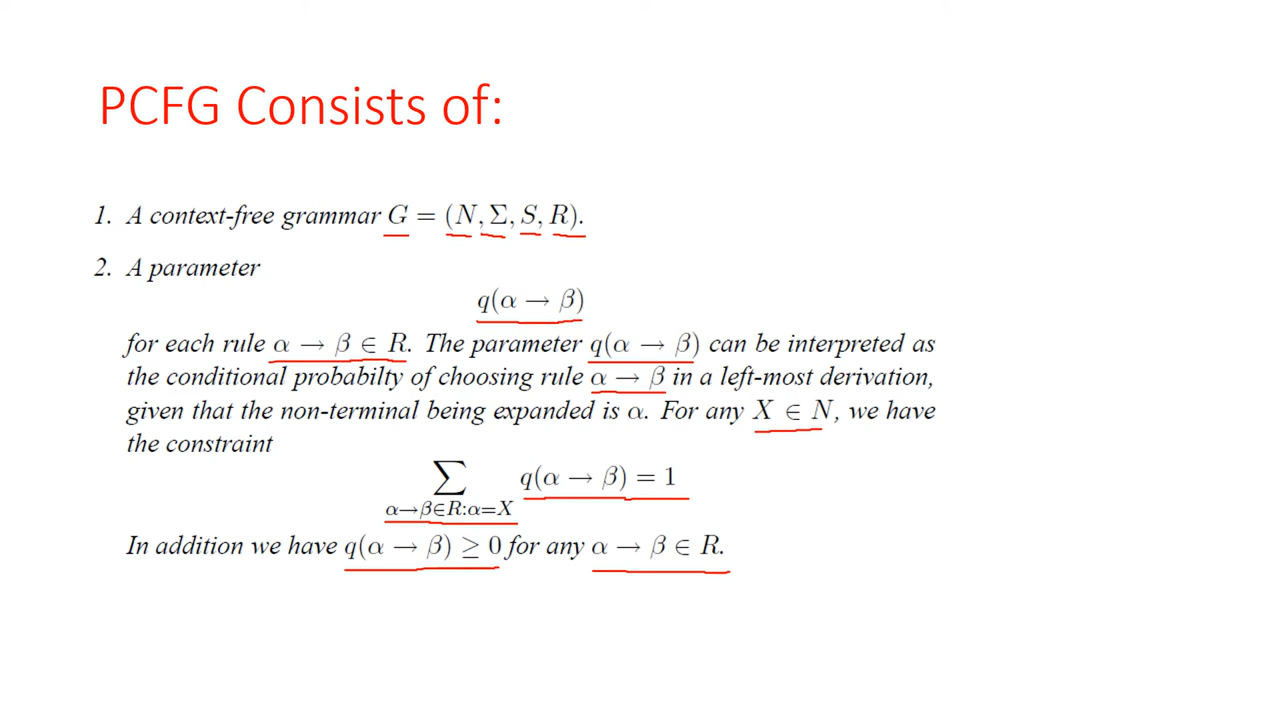 PCFG Consists of:
1. A context-free grammar G = (N, Σ, S, R).
2. A parameter
q(α → β)
for each rule α → β ∈ R. The parameter q(α → β) can be interpreted as
the conditional probabilty of choosing rule α → β in a left-most derivation,
given that the non-terminal being expanded is α. For any X ∈ N, we have
the constraint
∑ q(α → β) = 1
α→β∈R:α=X
In addition we have q(α → β) ≥ 0 for any α → β ∈ R.